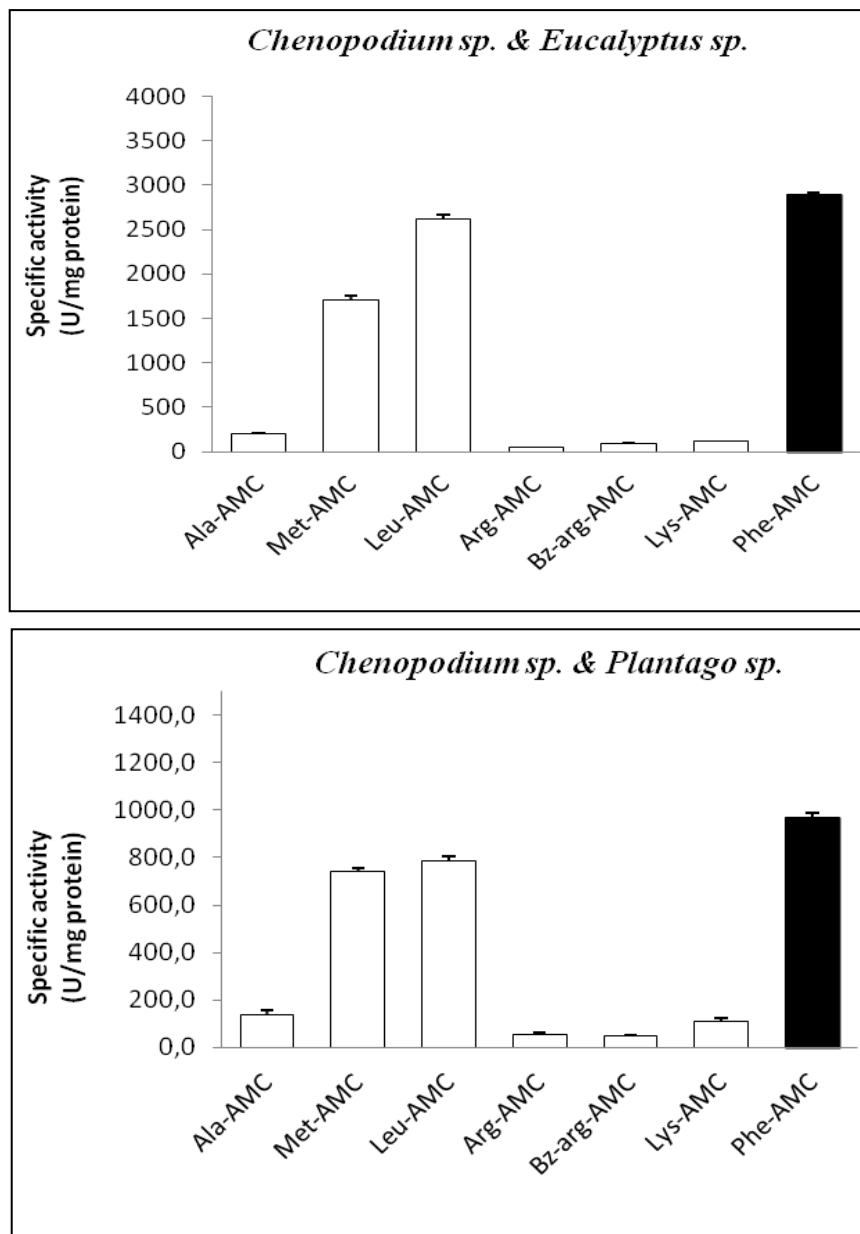 Chenopodium sp. & Eucalyptus sp.
Specific activity
(U/mg protein)
4000
3500
3000
2500
2000
1500
1000
500
0
Ala-AMC
Met-AMC
Leu-AMC
Arg-AMC
Bz-arg-AMC
Lys-AMC
Phe-AMC
Chenopodium sp. & Plantago sp.
Specific activity
(U/mg protein)
1400,0
1200,0
1000,0
800,0
600,0
400,0
200,0
0,0
Ala-AMC
Met-AMC
Leu-AMC
Arg-AMC
Bz-arg-AMC
Lys-AMC
Phe-AMC